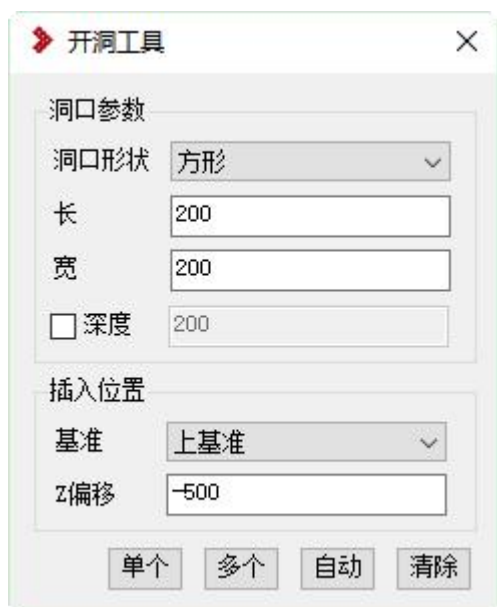 开洞工具
洞口参数
洞口形状 方形
长 200
宽 200
深度 200
插入位置
基准 上基准
Z偏移 -500
单个 多个 自动 清除